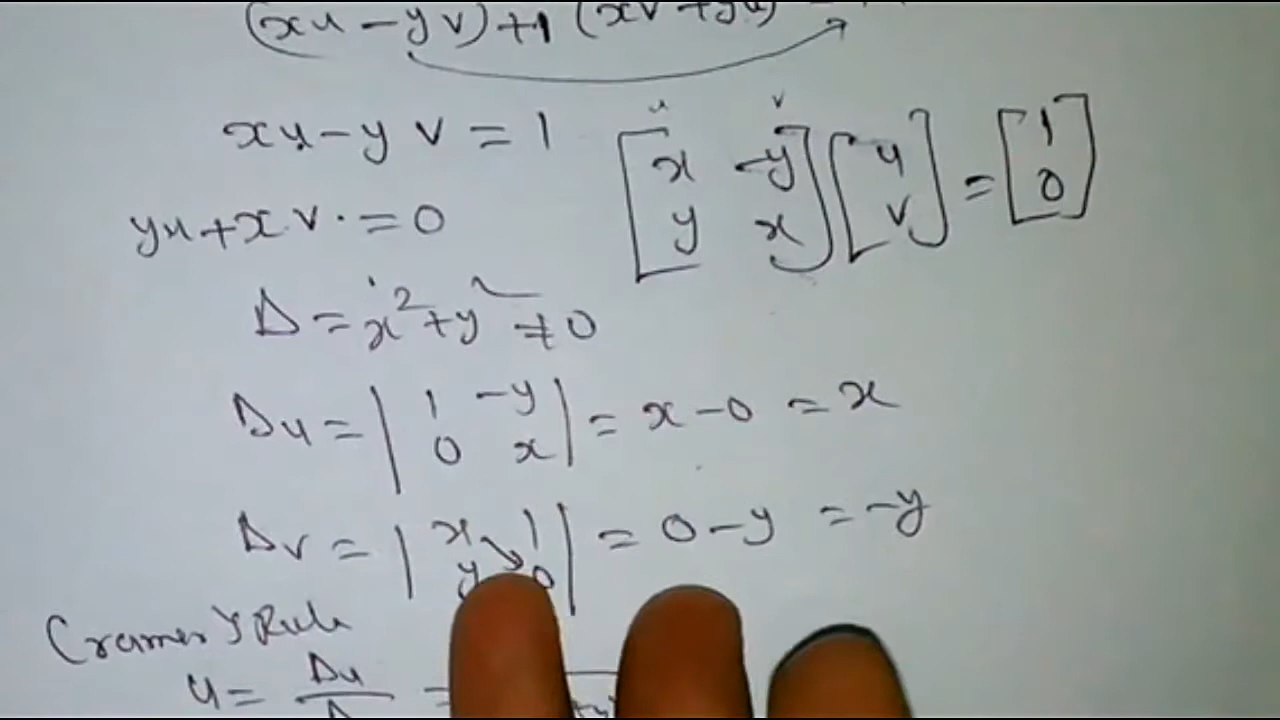 (xu-yv)+i(xv+yu)
xu-yv=1
[x -y; y x][u; v]=[1; 0]
u v
yu+xv.=0
Δ=x²+y²≠0
Δu=|1 -y; 0 x|=x-0=x
Δv=|x 1; y 0|=0-y=-y
Cramer's Rule
u=Δu/Δ=